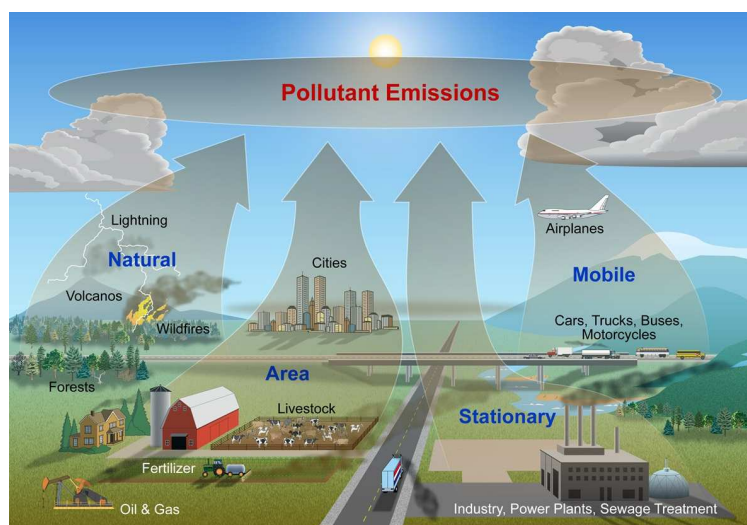 Pollutant Emissions
Lightning
Natural
Volcanos
Wildfires
Forests
Cities
Area
Livestock
Fertilizer
Oil & Gas
Airplanes
Mobile
Cars, Trucks, Buses,
Motorcycles
Stationary
Industry, Power Plants, Sewage Treatment